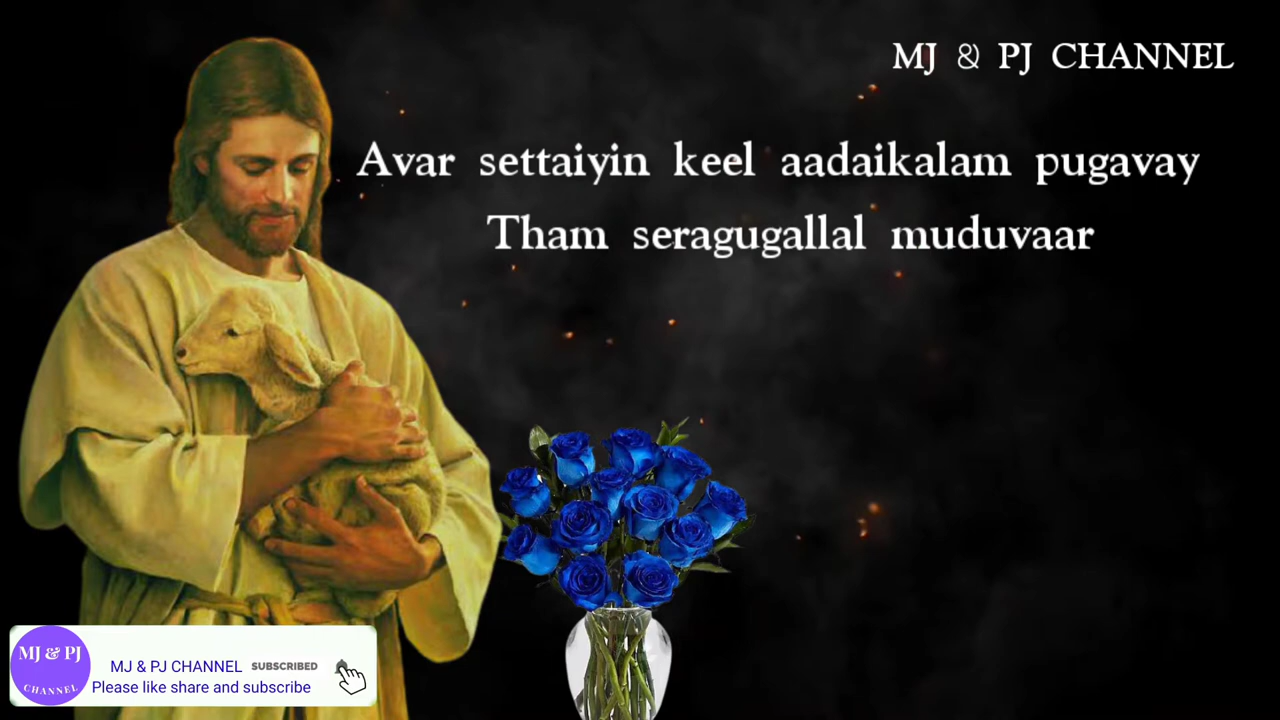 MJ & PJ CHANNEL
Avar settaiyin keel aadaikalam pugavay
Tham seragugallal muduvaar
MJ & PJ
CHANNEL
MJ & PJ CHANNEL SUBSCRIBED
Please like share and subscribe